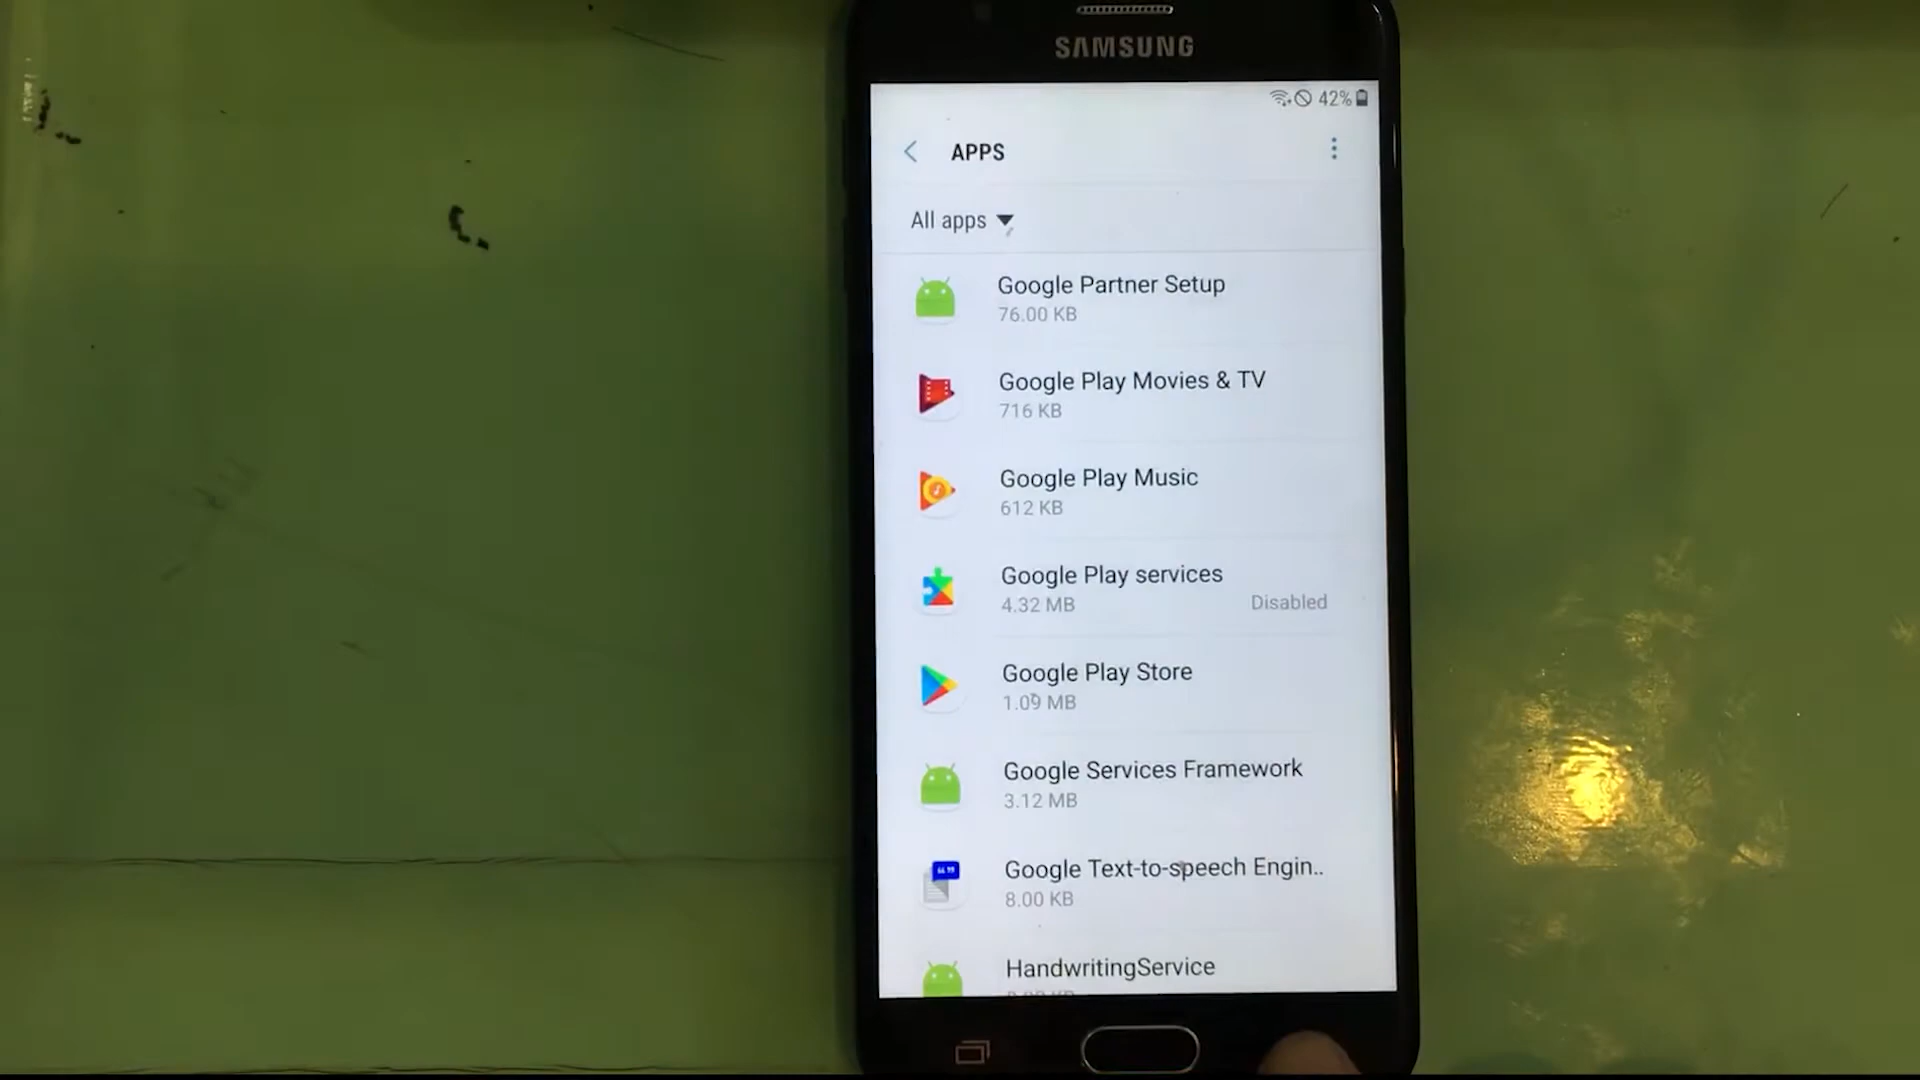 SAMSUNG
42%
APPS
All apps
Google Partner Setup
76.00 KB
Google Play Movies & TV
716 KB
Google Play Music
612 KB
Google Play services
4.32 MB
Disabled
Google Play Store
1.09 MB
Google Services Framework
3.12 MB
Google Text-to-speech Engin..
8.00 KB
HandwritingService